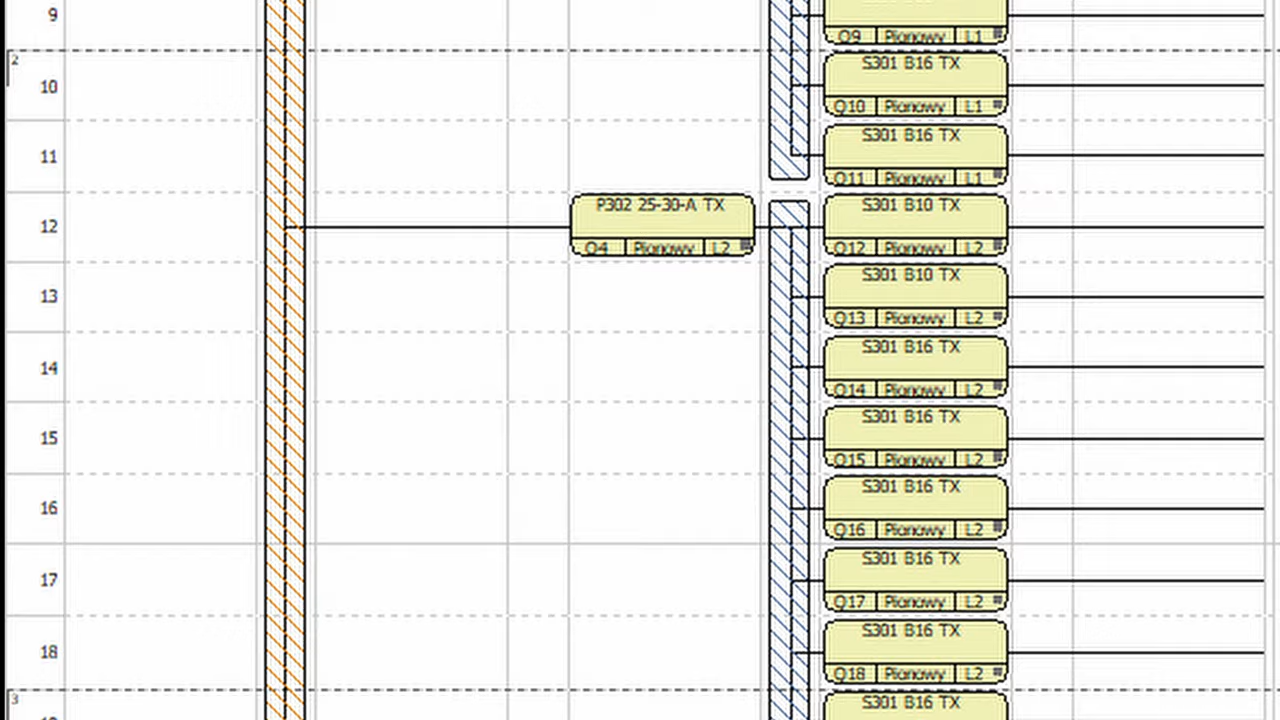 9
Q9 Pionowy L1
2
S301 B16 TX
10
Q10 Pionowy L1
S301 B16 TX
11
Q11 Pionowy L1
P302 25-30-A TX
S301 B10 TX
12
Q4 Pionowy L2
Q12 Pionowy L2
S301 B10 TX
13
Q13 Pionowy L2
S301 B16 TX
14
Q14 Pionowy L2
S301 B16 TX
15
Q15 Pionowy L2
S301 B16 TX
16
Q16 Pionowy L2
S301 B16 TX
17
Q17 Pionowy L2
S301 B16 TX
18
Q18 Pionowy L2
3
S301 B16 TX